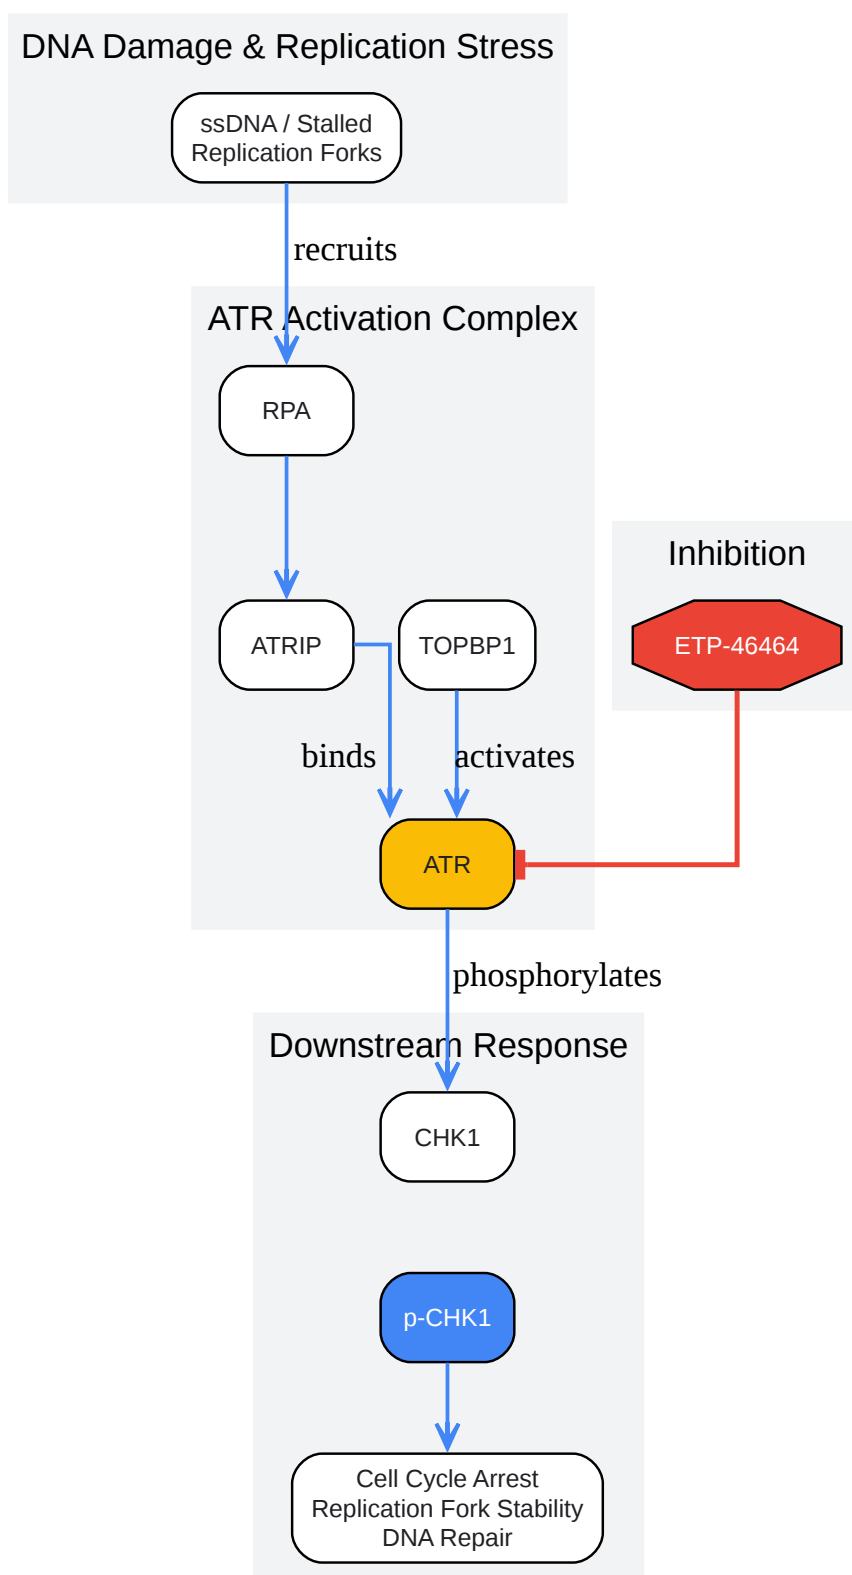 DNA Damage & Replication Stress
ssDNA / Stalled
Replication Forks
recruits
ATR Activation Complex
RPA
Inhibition
ATRIP
TOPBP1
ETP-46464
binds
activates
ATR
phosphorylates
Downstream Response
CHK1
p-CHK1
Cell Cycle Arrest
Replication Fork Stability
DNA Repair